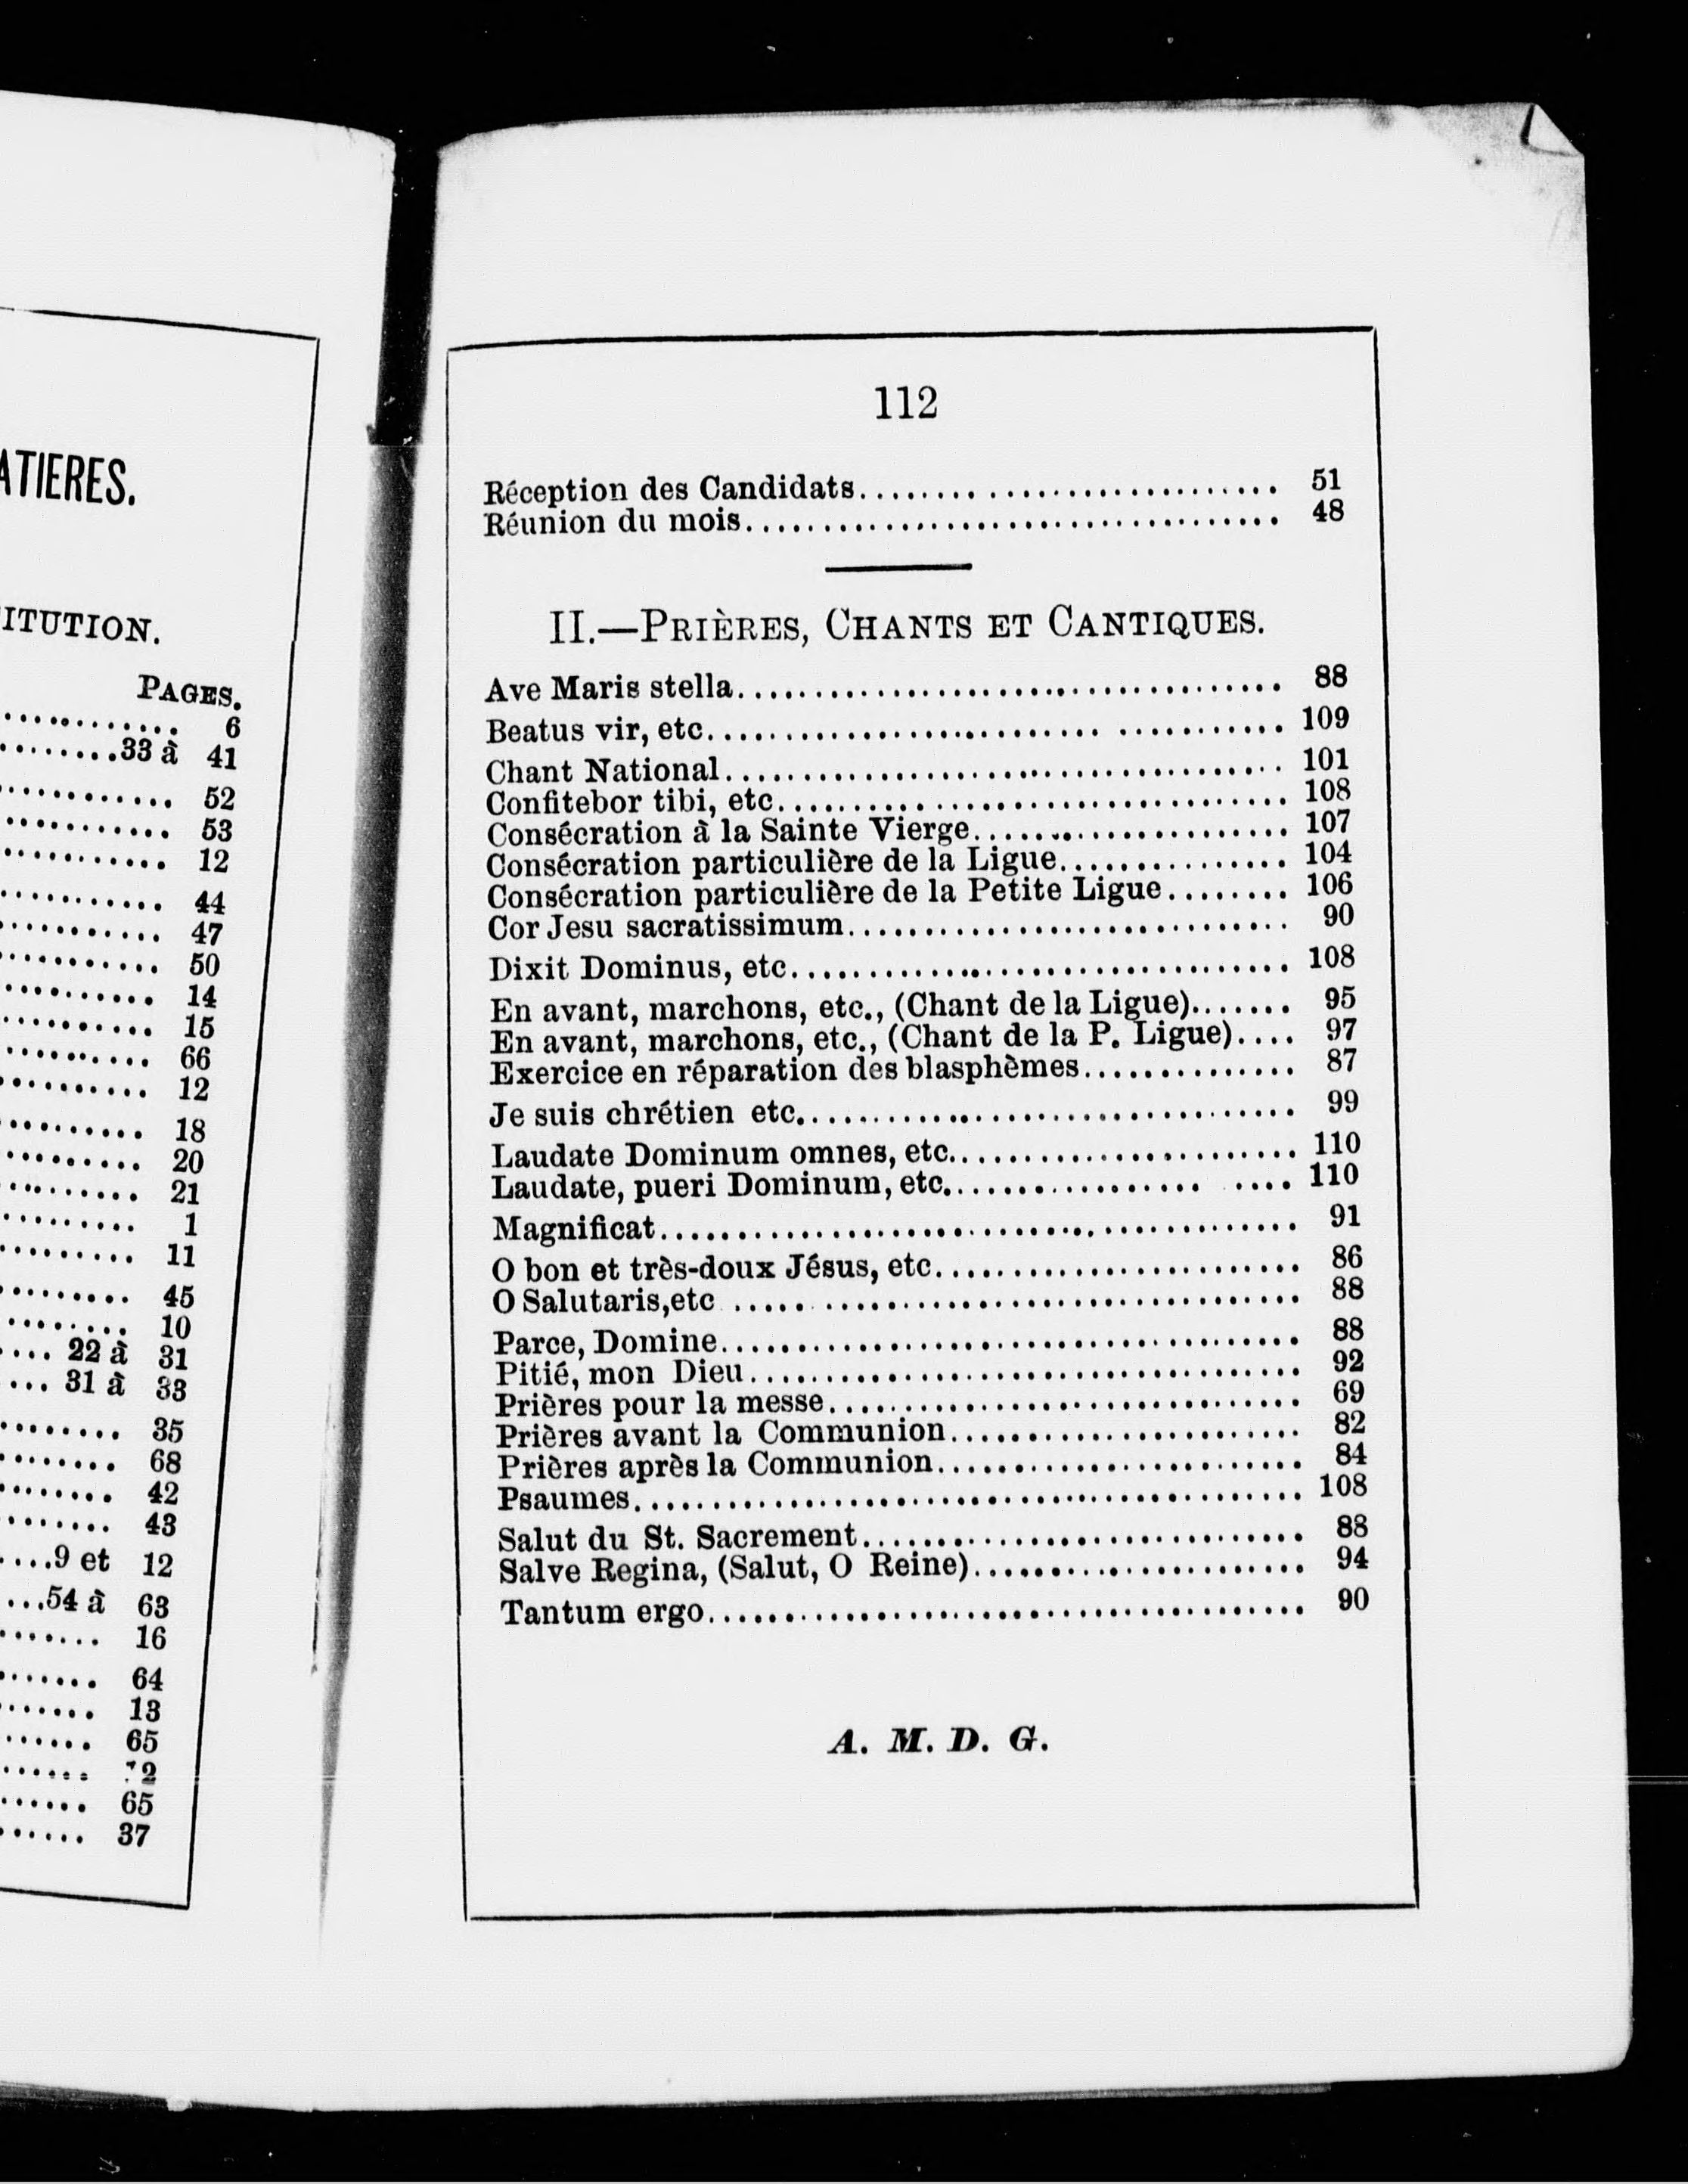 ATIERES.
ITUTION.
PAGES.
............ 6
........33 à 41
............ 52
............ 53
............ 12
............ 44
............ 47
............ 50
............ 14
............ 15
............ 66
............ 12
............ 18
............ 20
............ 21
............ 1
............ 11
............ 45
............ 10
.... 22 à 31
... 31 à 33
........ 35
........ 68
........ 42
........ 43
....9 et 12
...54 à 63
....... 16
....... 64
....... 13
...... 65
...... 65
...... 37
112
Réception des Candidats........................... 51
Réunion du mois................................... 48
II.—PRIÈRES, CHANTS ET CANTIQUES.
Ave Maris stella................................... 88
Beatus vir, etc.................................... 109
Chant National.................................... 101
Confitebor tibi, etc................................. 108
Consécration à la Sainte Vierge.................... 107
Consécration particulière de la Ligue............... 104
Consécration particulière de la Petite Ligue........ 106
Cor Jesu sacratissimum............................. 90
Dixit Dominus, etc................................. 108
En avant, marchons, etc., (Chant de la Ligue)....... 95
En avant, marchons, etc., (Chant de la P. Ligue).... 97
Exercice en réparation des blasphèmes.............. 87
Je suis chrétien etc................................ 99
Laudate Dominum omnes, etc....................... 110
Laudate, pueri Dominum, etc................. .... 110
Magnificat......................................... 91
O bon et très-doux Jésus, etc........................ 86
O Salutaris,etc .................................... 88
Parce, Domine..................................... 88
Pitié, mon Dieu.................................... 92
Prières pour la messe............................... 69
Prières avant la Communion....................... 82
Prières après la Communion........................ 84
Psaumes........................................... 108
Salut du St. Sacrement............................. 88
Salve Regina, (Salut, O Reine)...................... 94
Tantum ergo....................................... 90
A. M. D. G.